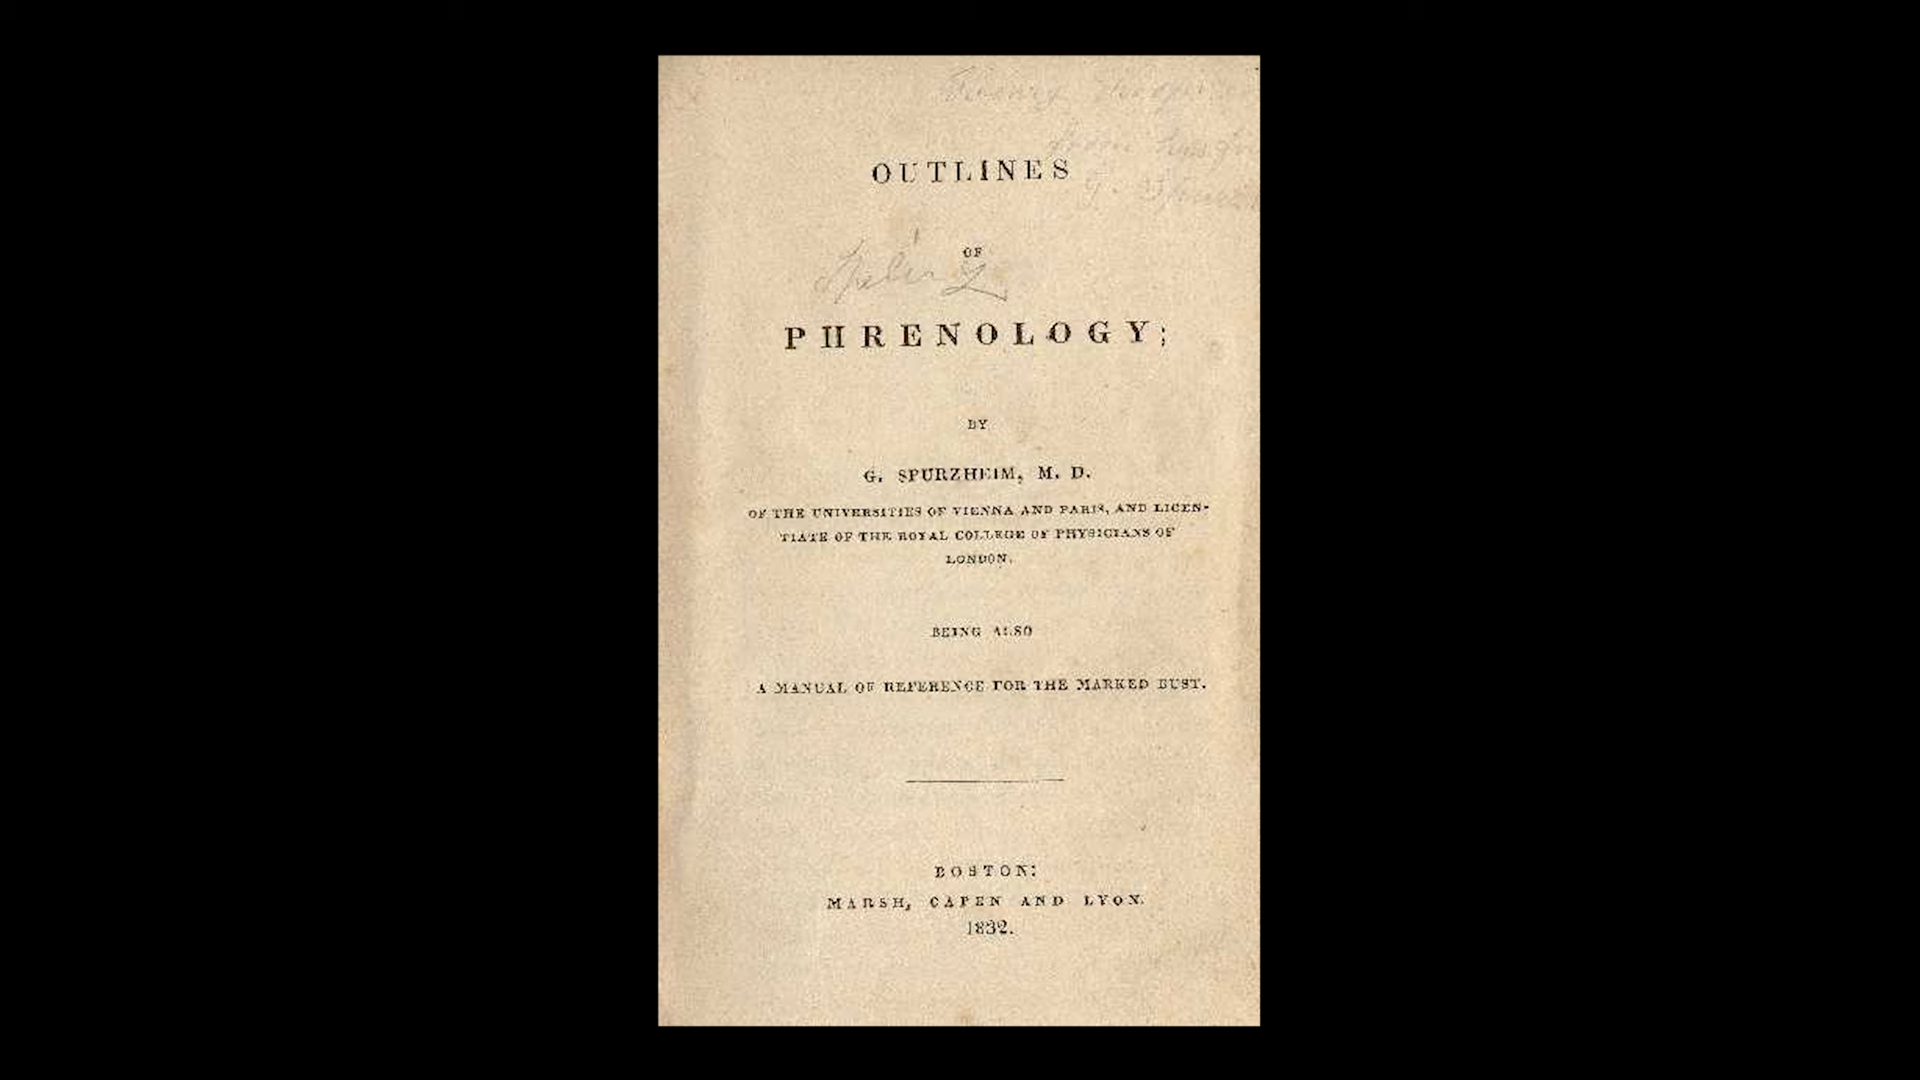 OUTLINES
OF
PHRENOLOGY;
BY
G. SPURZHEIM, M. D.
OF THE UNIVERSITIES OF VIENNA AND PARIS, AND LICEN-
TIATE OF THE ROYAL COLLEGE OF PHYSICIANS OF
LONDON.
BEING ALSO
A MANUAL OF REFERENCE FOR THE MARKED BUST.
BOSTON:
MARSH, CAPEN AND LYON.
1832.